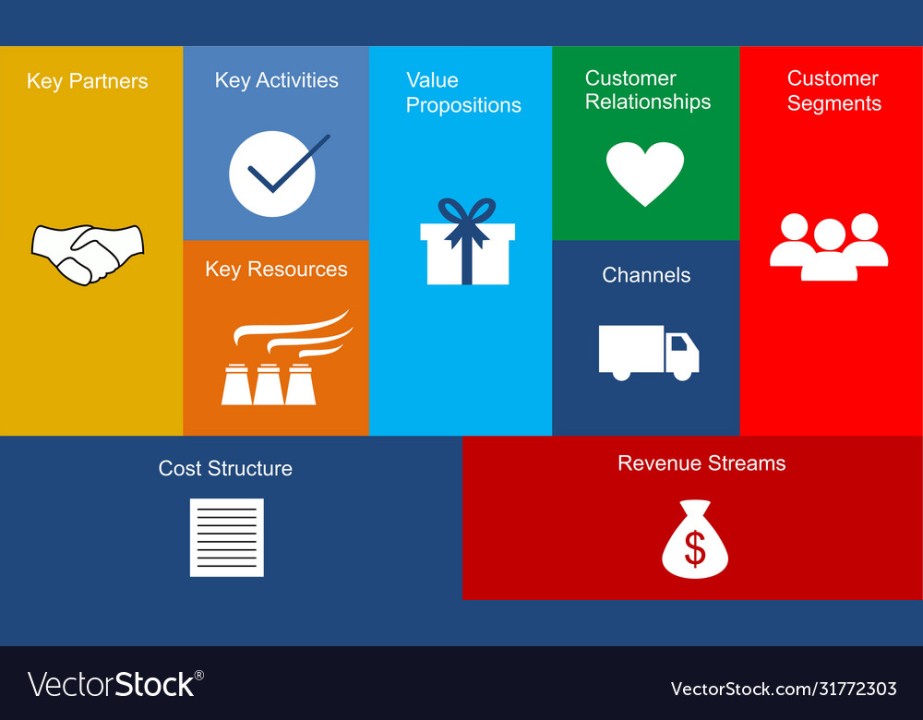 Key Partners
Key Activities
Value
Propositions
Customer
Relationships
Customer
Segments
Key Resources
Channels
Cost Structure
Revenue Streams
$
VectorStock®
VectorStock.com/31772303